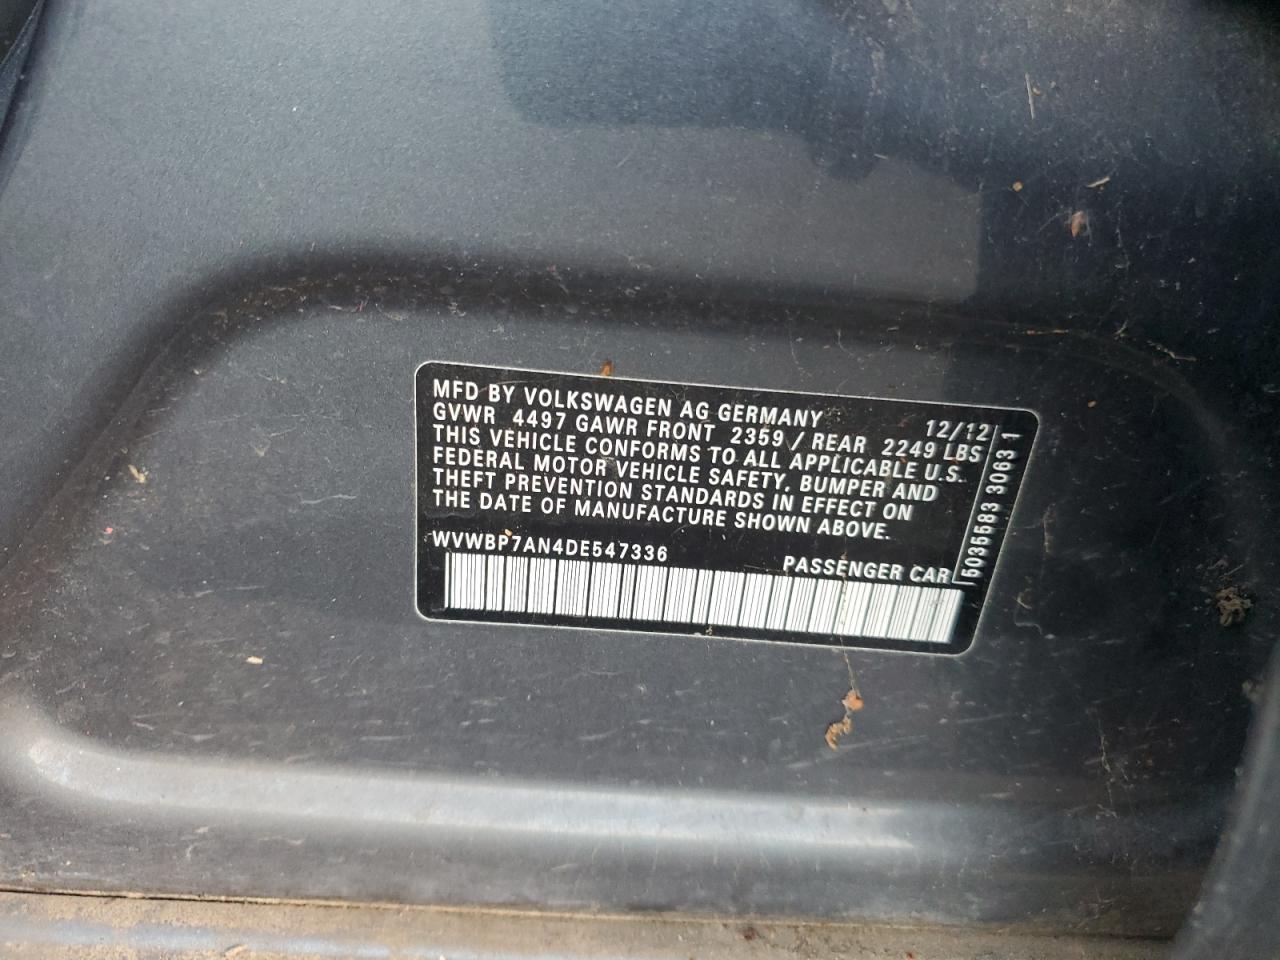 MFD BY VOLKSWAGEN AG GERMANY 12/12
GVWR 4497 GAWR FRONT 2359 / REAR 2249 LBS
THIS VEHICLE CONFORMS TO ALL APPLICABLE U.S.
FEDERAL MOTOR VEHICLE SAFETY, BUMPER AND
THEFT PREVENTION STANDARDS IN EFFECT ON
THE DATE OF MANUFACTURE SHOWN ABOVE.
WVWBP7AN4DE547336 PASSENGER CAR
5035583 30631